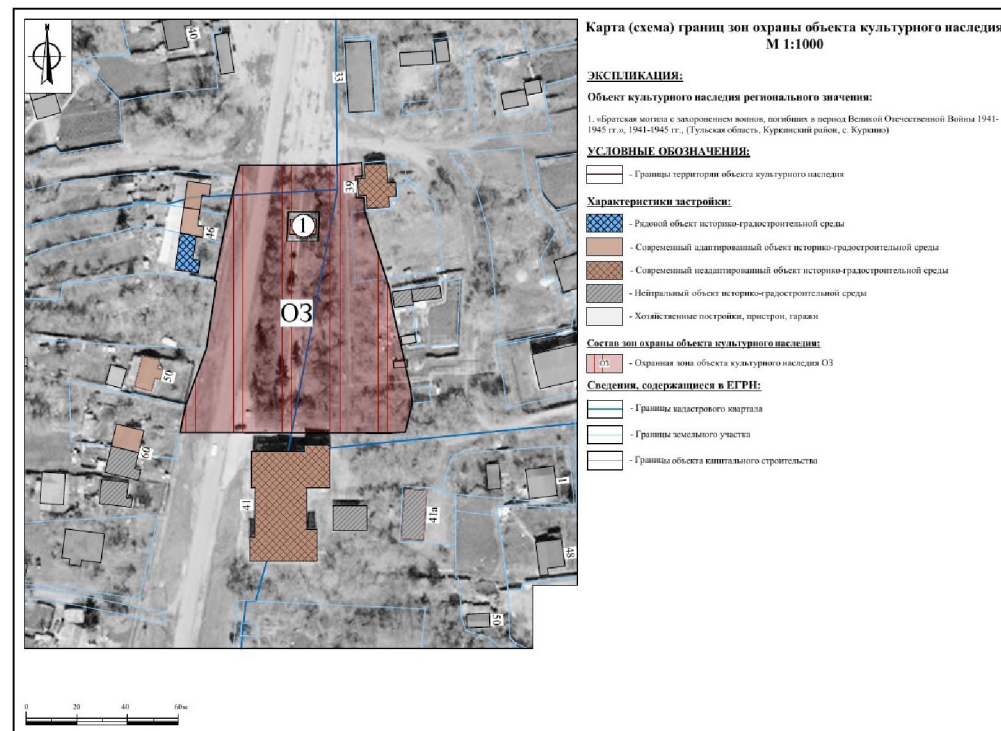 Карта (схема) границ зон охраны объекта культурного наследия
М 1:1000
ЭКСПЛИКАЦИЯ:
Объект культурного наследия регионального значения:
1. «Братская могила с захоронением воинов, погибших в период Великой Отечественной Войны 1941-
1945 гг.», 1941-1945 гг., (Тульская область, Куркинский район, с. Куркино)
УСЛОВНЫЕ ОБОЗНАЧЕНИЯ:
- Границы территории объекта культурного наследия
Характеристики застройки:
- Рядовой объект историко-градостроительной среды
- Современный адаптированный объект историко-градостроительной среды
- Современный неадаптированный объект историко-градостроительной среды
- Нейтральный объект историко-градостроительной среды
- Хозяйственные постройки, пристрои, гаражи
Состав зон охраны объекта культурного наследия:
ОЗ
- Охранная зона объекта культурного наследия ОЗ
Сведения, содержащиеся в ЕГРН:
- Границы кадастрового квартала
- Границы земельного участка
- Границы объекта капитального строительства
40
33
39
46
1
ОЗ
50
60
41
41а
1
48
50
0 20 40 60м